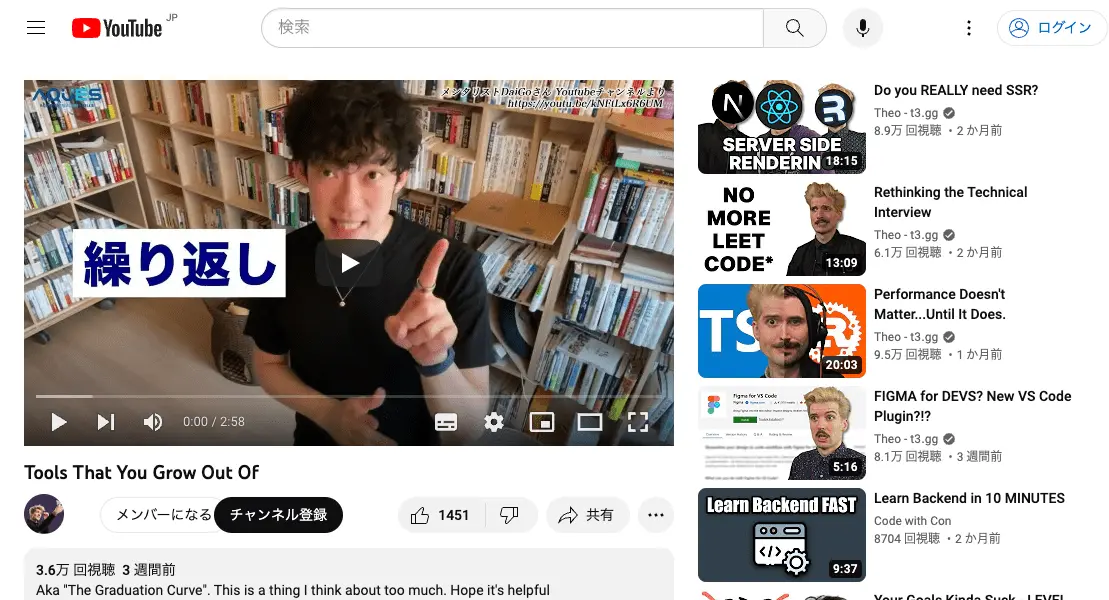 YouTube JP
検索
ログイン
AQUES
メンタリストDaiGoさん Youtubeチャンネルより
https://youtu.be/kNFtLx6R6UM
繰り返し
0:00 / 2:58
Tools That You Grow Out Of
メンバーになる
チャンネル登録
1451
共有
3.6万 回視聴 3 週間前
Aka "The Graduation Curve". This is a thing I think about too much. Hope it's helpful
N
R
SERVER SIDE
RENDERIN
18:15
Do you REALLY need SSR?
Theo - t3.gg
8.9万 回視聴 ・2 か月前
NO
MORE
LEET
CODE*
13:09
Rethinking the Technical
Interview
Theo - t3.gg
6.1万 回視聴 ・2 か月前
TS
R
20:03
Performance Doesn't
Matter...Until It Does.
Theo - t3.gg
9.5万 回視聴 ・1 か月前
Figma for VS Code
5:16
FIGMA for DEVS? New VS Code
Plugin?!?
Theo - t3.gg
8.1万 回視聴 ・3 週間前
Learn Backend FAST
9:37
Learn Backend in 10 MINUTES
Code with Con
8704 回視聴 ・2 か月前
Your Goals Kinda Suck - LEVEL